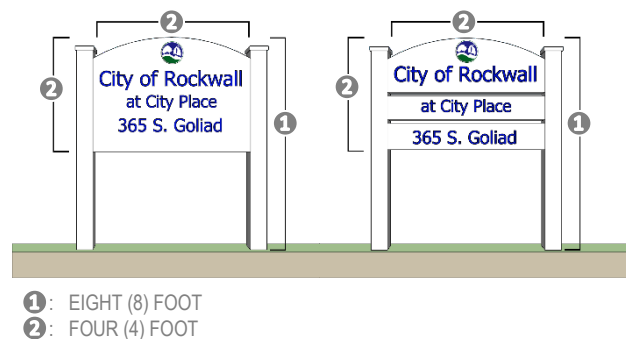 2
2
1
City of Rockwall
at City Place
365 S. Goliad
2
2
1
City of Rockwall
at City Place
365 S. Goliad
1: EIGHT (8) FOOT
2: FOUR (4) FOOT